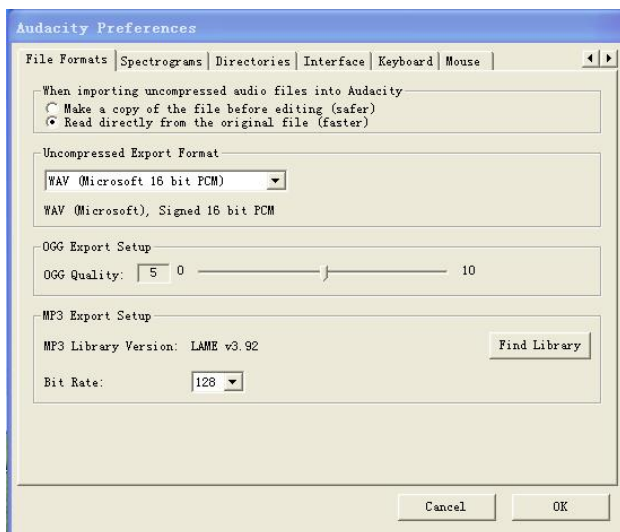 Audacity Preferences
File Formats Spectrograms Directories Interface Keyboard Mouse
When importing uncompressed audio files into Audacity
Make a copy of the file before editing (safer)
Read directly from the original file (faster)
Uncompressed Export Format
WAV (Microsoft 16 bit PCM)
WAV (Microsoft), Signed 16 bit PCM
OGG Export Setup
OGG Quality: 5 0 10
MP3 Export Setup
MP3 Library Version: LAME v3.92 Find Library
Bit Rate: 128
Cancel OK